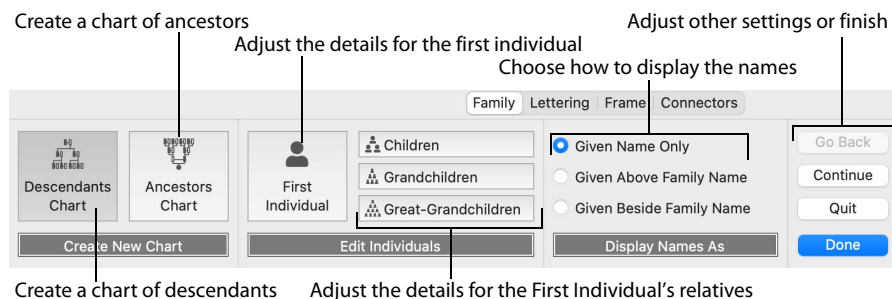 Create a chart of ancestors
Adjust other settings or finish
Adjust the details for the first individual
Choose how to display the names
Family Lettering Frame Connectors
Descendants
Chart
Ancestors
Chart
Create New Chart
First
Individual
Children
Grandchildren
Great-Grandchildren
Edit Individuals
Given Name Only
Given Above Family Name
Given Beside Family Name
Display Names As
Go Back
Continue
Quit
Done
Create a chart of descendants
Adjust the details for the First Individual’s relatives